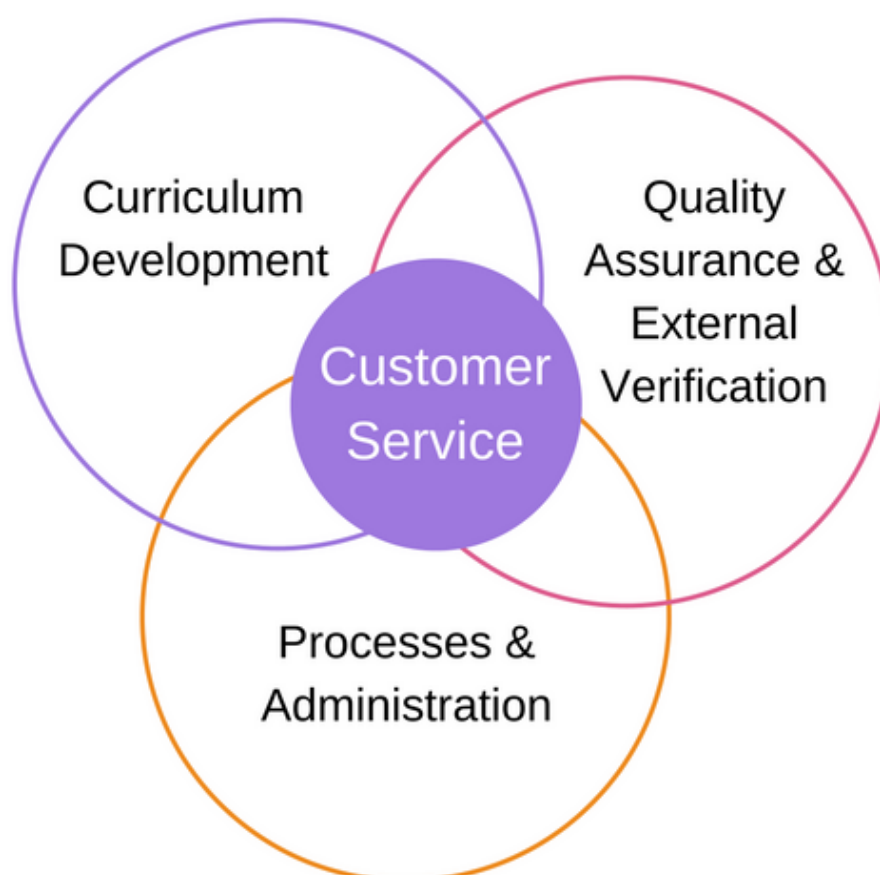 Curriculum
Development
Quality
Assurance &
External
Verification
Customer
Service
Processes &
Administration